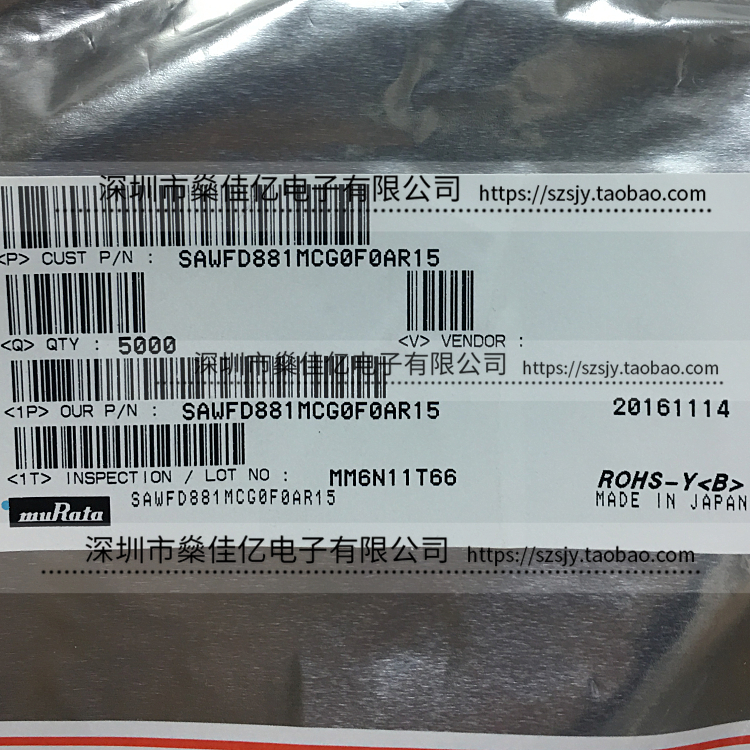 深圳市燊佳亿电子有限公司 https://szsjy.taobao.com
<P> CUST P/N : SAWFD881MCG0F0AR15
<Q> QTY : 5000 <V> VENDOR :
深圳市燊佳亿电子有限公司 https://szsjy.taobao.com
<1P> OUR P/N : SAWFD881MCG0F0AR15 20161114
<1T> INSPECTION / LOT NO : MM6N11T66 ROHS-Y<B>
muRata SAWFD881MCG0F0AR15 MADE IN JAPAN
深圳市燊佳亿电子有限公司 https://szsjy.taobao.com